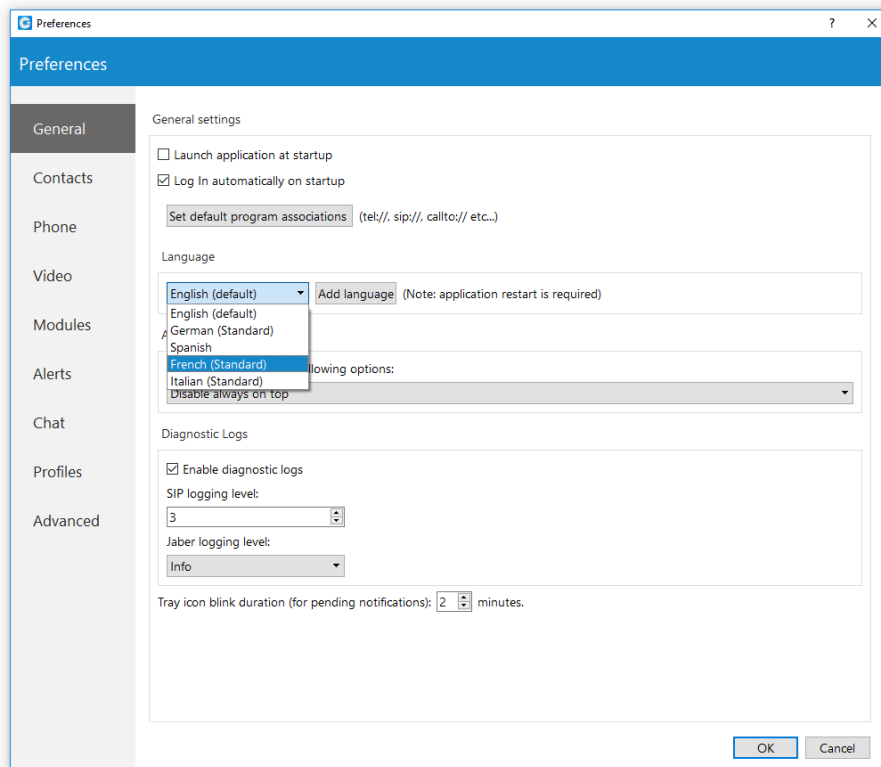 Preferences
?
Preferences
General
Contacts
Phone
Video
Modules
Alerts
Chat
Profiles
Advanced
General settings
Launch application at startup
Log In automatically on startup
Set default program associations (tel://, sip://, callto:// etc...)
Language
English (default) Add language (Note: application restart is required)
English (default)
German (Standard)
Spanish
French (Standard)
Italian (Standard)
options:
Disable always on top
Diagnostic Logs
Enable diagnostic logs
SIP logging level:
3
Jaber logging level:
Info
Tray icon blink duration (for pending notifications): 2 minutes.
OK Cancel